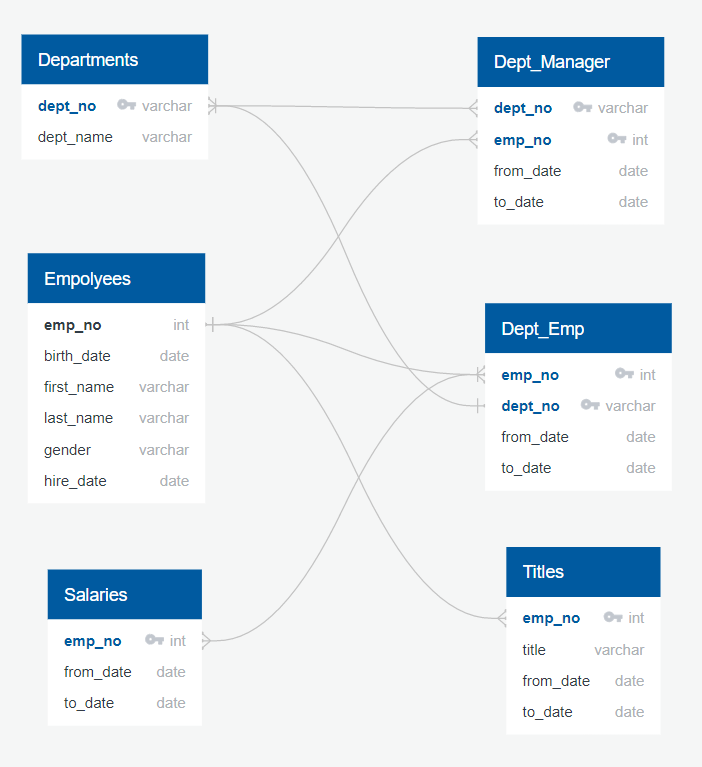 Departments
dept_no varchar
dept_name varchar
Dept_Manager
dept_no varchar
emp_no int
from_date date
to_date date
Empolyees
emp_no int
birth_date date
first_name varchar
last_name varchar
gender varchar
hire_date date
Dept_Emp
emp_no int
dept_no varchar
from_date date
to_date date
Salaries
emp_no int
from_date date
to_date date
Titles
emp_no int
title varchar
from_date date
to_date date